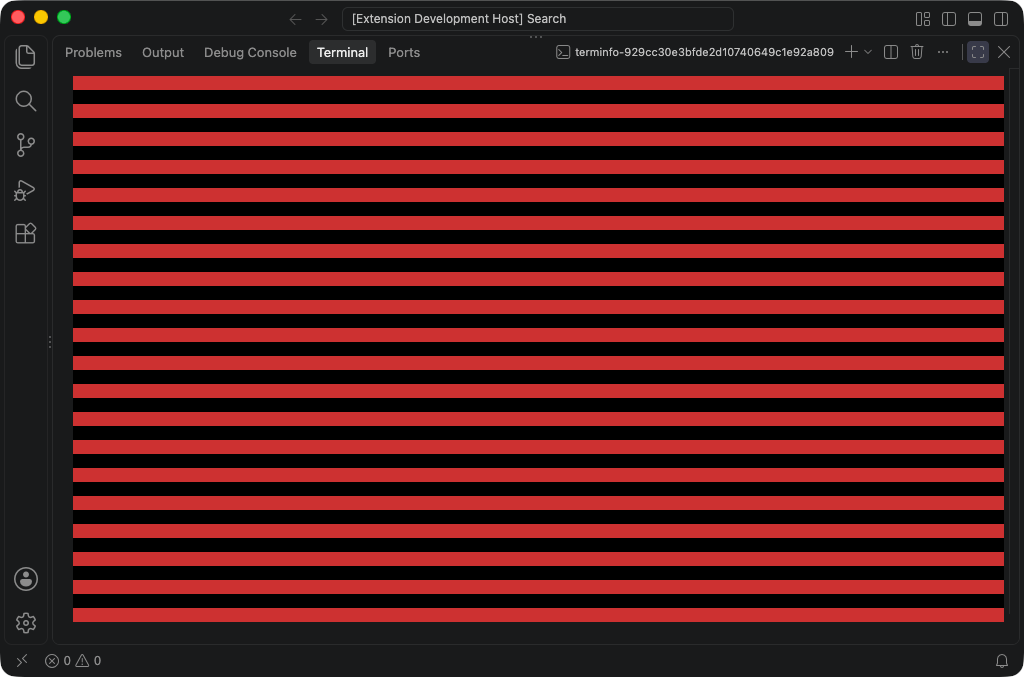 [Extension Development Host] Search
Problems Output Debug Console Terminal Ports terminfo-929cc30e3bfde2d10740649c1e92a809
0 0